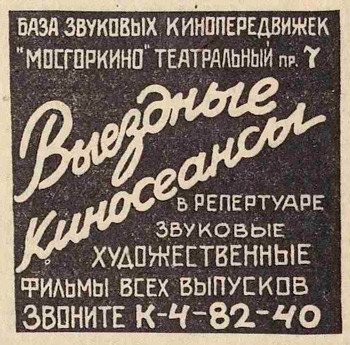 БАЗА ЗВУКОВЫХ КИНОПЕРЕДВИЖЕК
"МОСГОРКИНО" ТЕАТРАЛЬНЫЙ ПР. 7
Выездные
Киносеансы
В РЕПЕРТУАРЕ
ЗВУКОВЫЕ
ХУДОЖЕСТВЕННЫЕ
ФИЛЬМЫ ВСЕХ ВЫПУСКОВ
ЗВОНИТЕ К-4-82-40